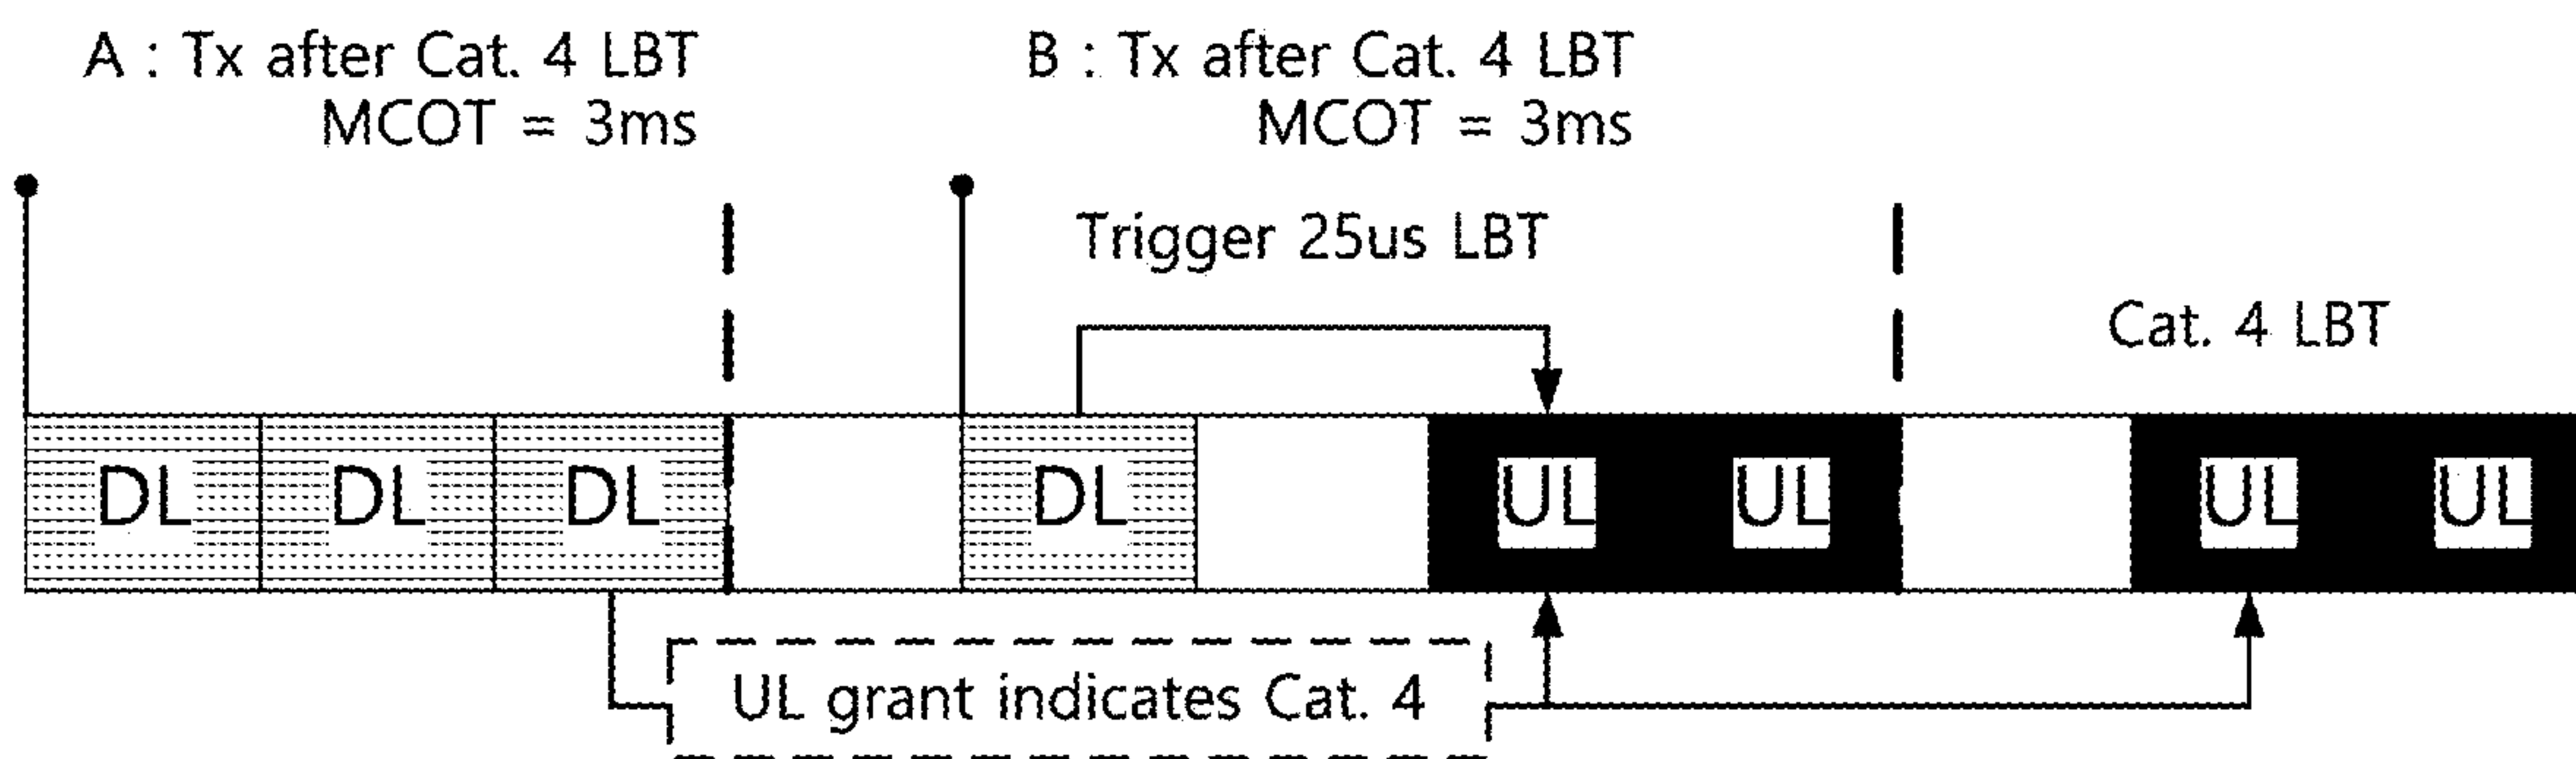 A : Tx after Cat. 4 LBT
MCOT = 3ms
B : Tx after Cat. 4 LBT
MCOT = 3ms
Trigger 25us LBT
Cat. 4 LBT
DL
DL
DL
DL
UL
UL
UL
UL
UL grant indicates Cat. 4